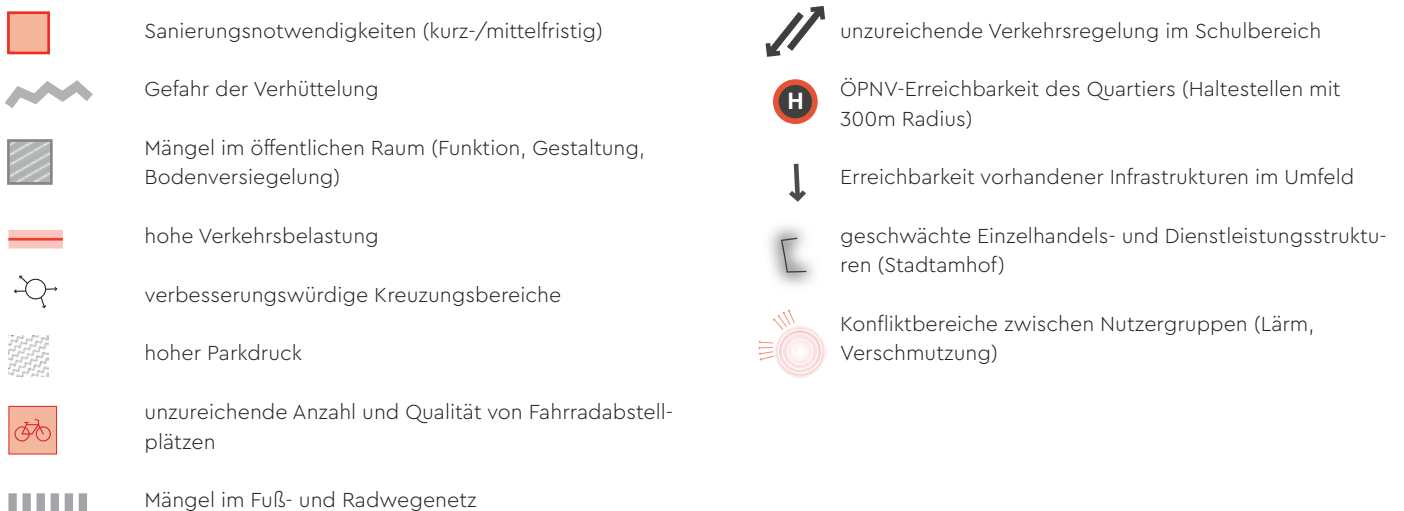 Sanierungsnotwendigkeiten (kurz-/mittelfristig)
Gefahr der Verhüttelung
Mängel im öffentlichen Raum (Funktion, Gestaltung,
Bodenversiegelung)
hohe Verkehrsbelastung
verbesserungswürdige Kreuzungsbereiche
hoher Parkdruck
unzureichende Anzahl und Qualität von Fahrradabstell-
plätzen
Mängel im Fuß- und Radwegenetz
unzureichende Verkehrsregelung im Schulbereich
H
ÖPNV-Erreichbarkeit des Quartiers (Haltestellen mit
300m Radius)
Erreichbarkeit vorhandener Infrastrukturen im Umfeld
geschwächte Einzelhandels- und Dienstleistungsstruktu-
ren (Stadtamhof)
Konfliktbereiche zwischen Nutzergruppen (Lärm,
Verschmutzung)